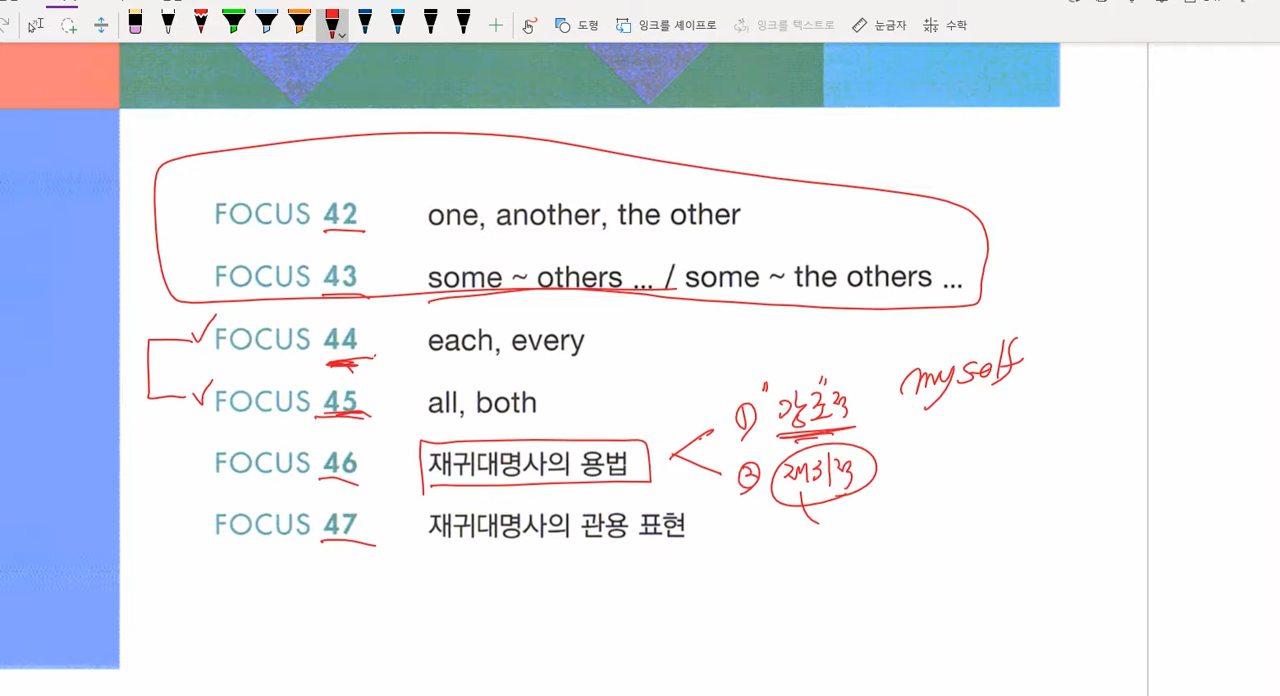 도형 잉크를 셰이프로 잉크를 텍스트로 눈금자 수학
FOCUS 42 one, another, the other
FOCUS 43 some ~ others ... / some ~ the others ...
FOCUS 44 each, every
myself
FOCUS 45 all, both
① "강조적"
FOCUS 46 재귀대명사의 용법
②
FOCUS 47 재귀대명사의 관용 표현